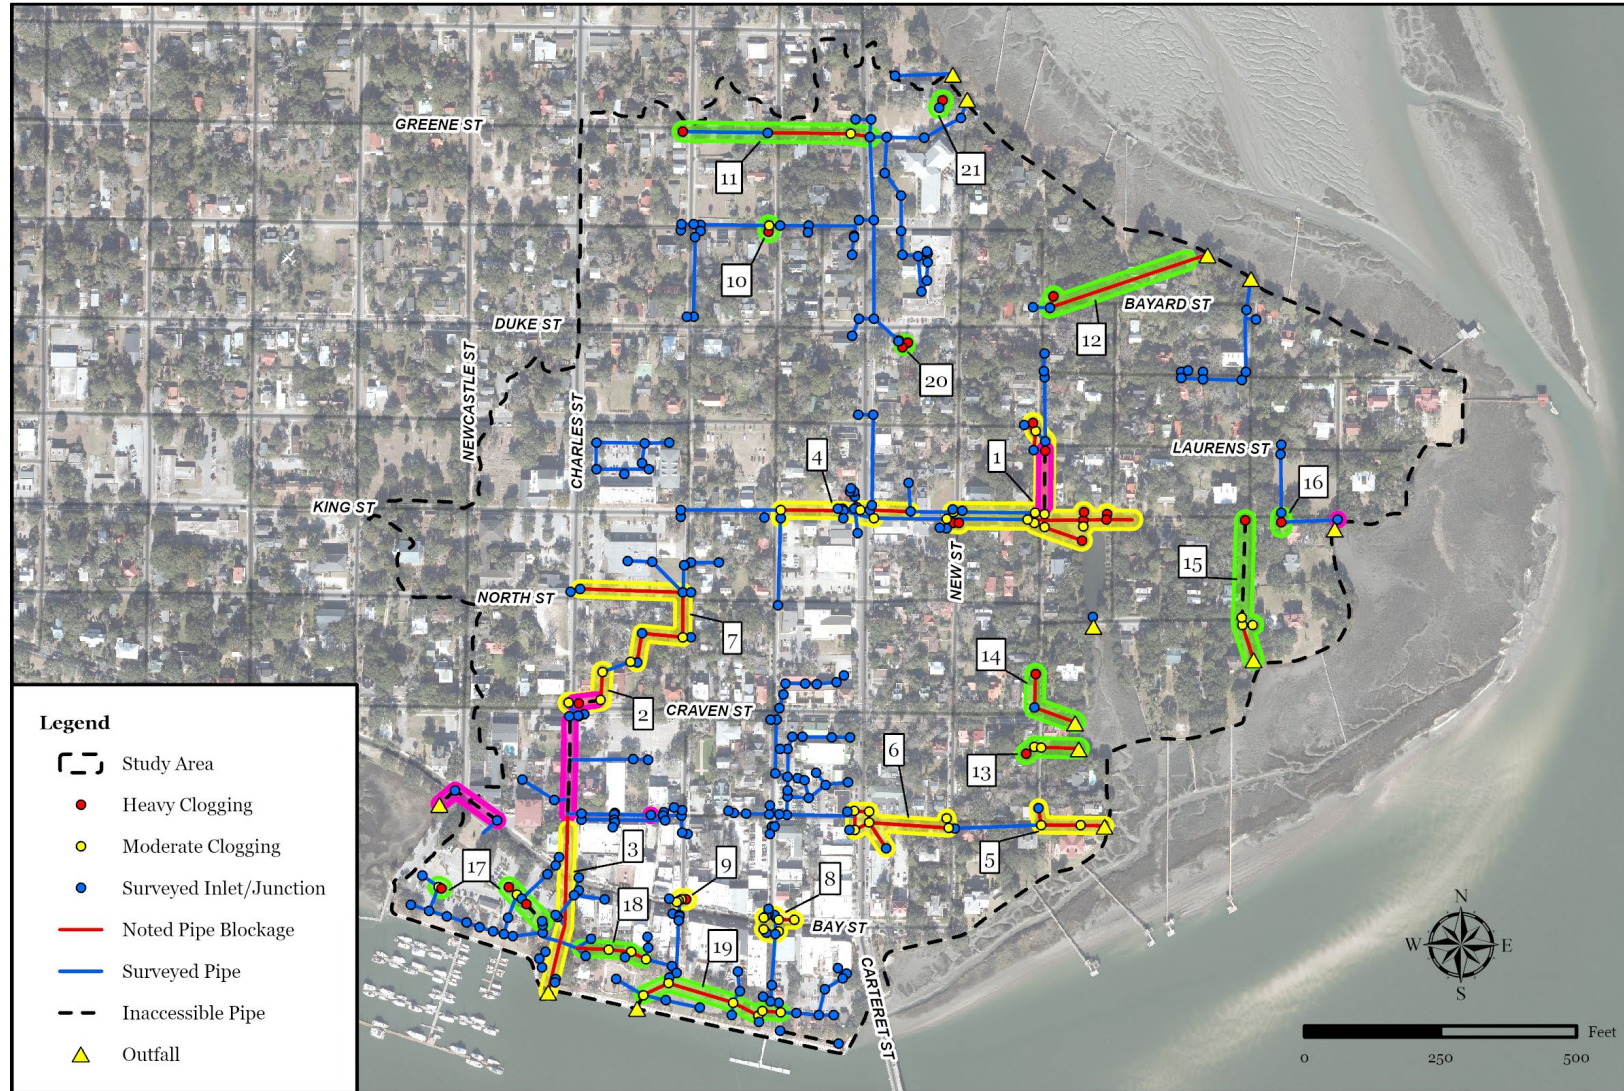 GREENE ST
11
21
10
DUKE ST
BAYARD ST
12
NEWCASTLE ST
20
CHARLES ST
LAURENS ST
4
1
KING ST
16
NEW ST
15
NORTH ST
7
14
2
CRAVEN ST
13
6
5
3
17
9
8
18
BAY ST
19
CARTERET ST
Legend
Study Area
Heavy Clogging
Moderate Clogging
Surveyed Inlet/Junction
Noted Pipe Blockage
Surveyed Pipe
Inaccessible Pipe
Outfall
N
W E
S
Feet
0 250 500